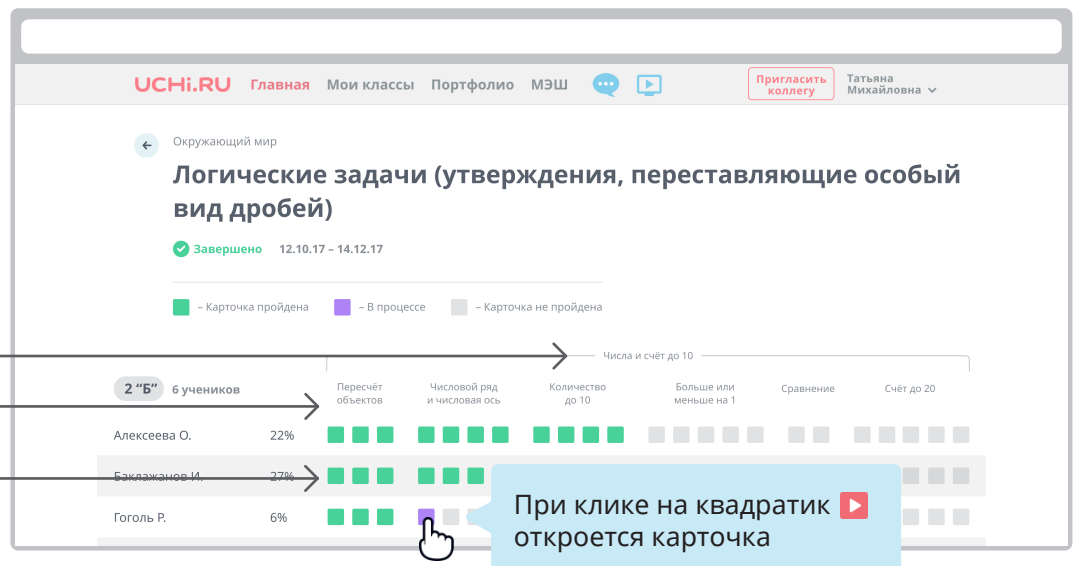 UCHi.RU Главная Мои классы Портфолио МЭШ Пригласить коллегу Татьяна Михайловна
Окружающий мир
Логические задачи (утверждения, переставляющие особый
вид дробей)
Завершено 12.10.17 – 14.12.17
– Карточка пройдена – В процессе – Карточка не пройдена
Числа и счёт до 10
2 “Б” 6 учеников
Пересчёт
объектов
Числовой ряд
и числовая ось
Количество
до 10
Больше или
меньше на 1
Сравнение
Счёт до 20
Алексеева О. 22%
Баклажанов И. 27%
Гоголь Р. 6%
При клике на квадратик
откроется карточка